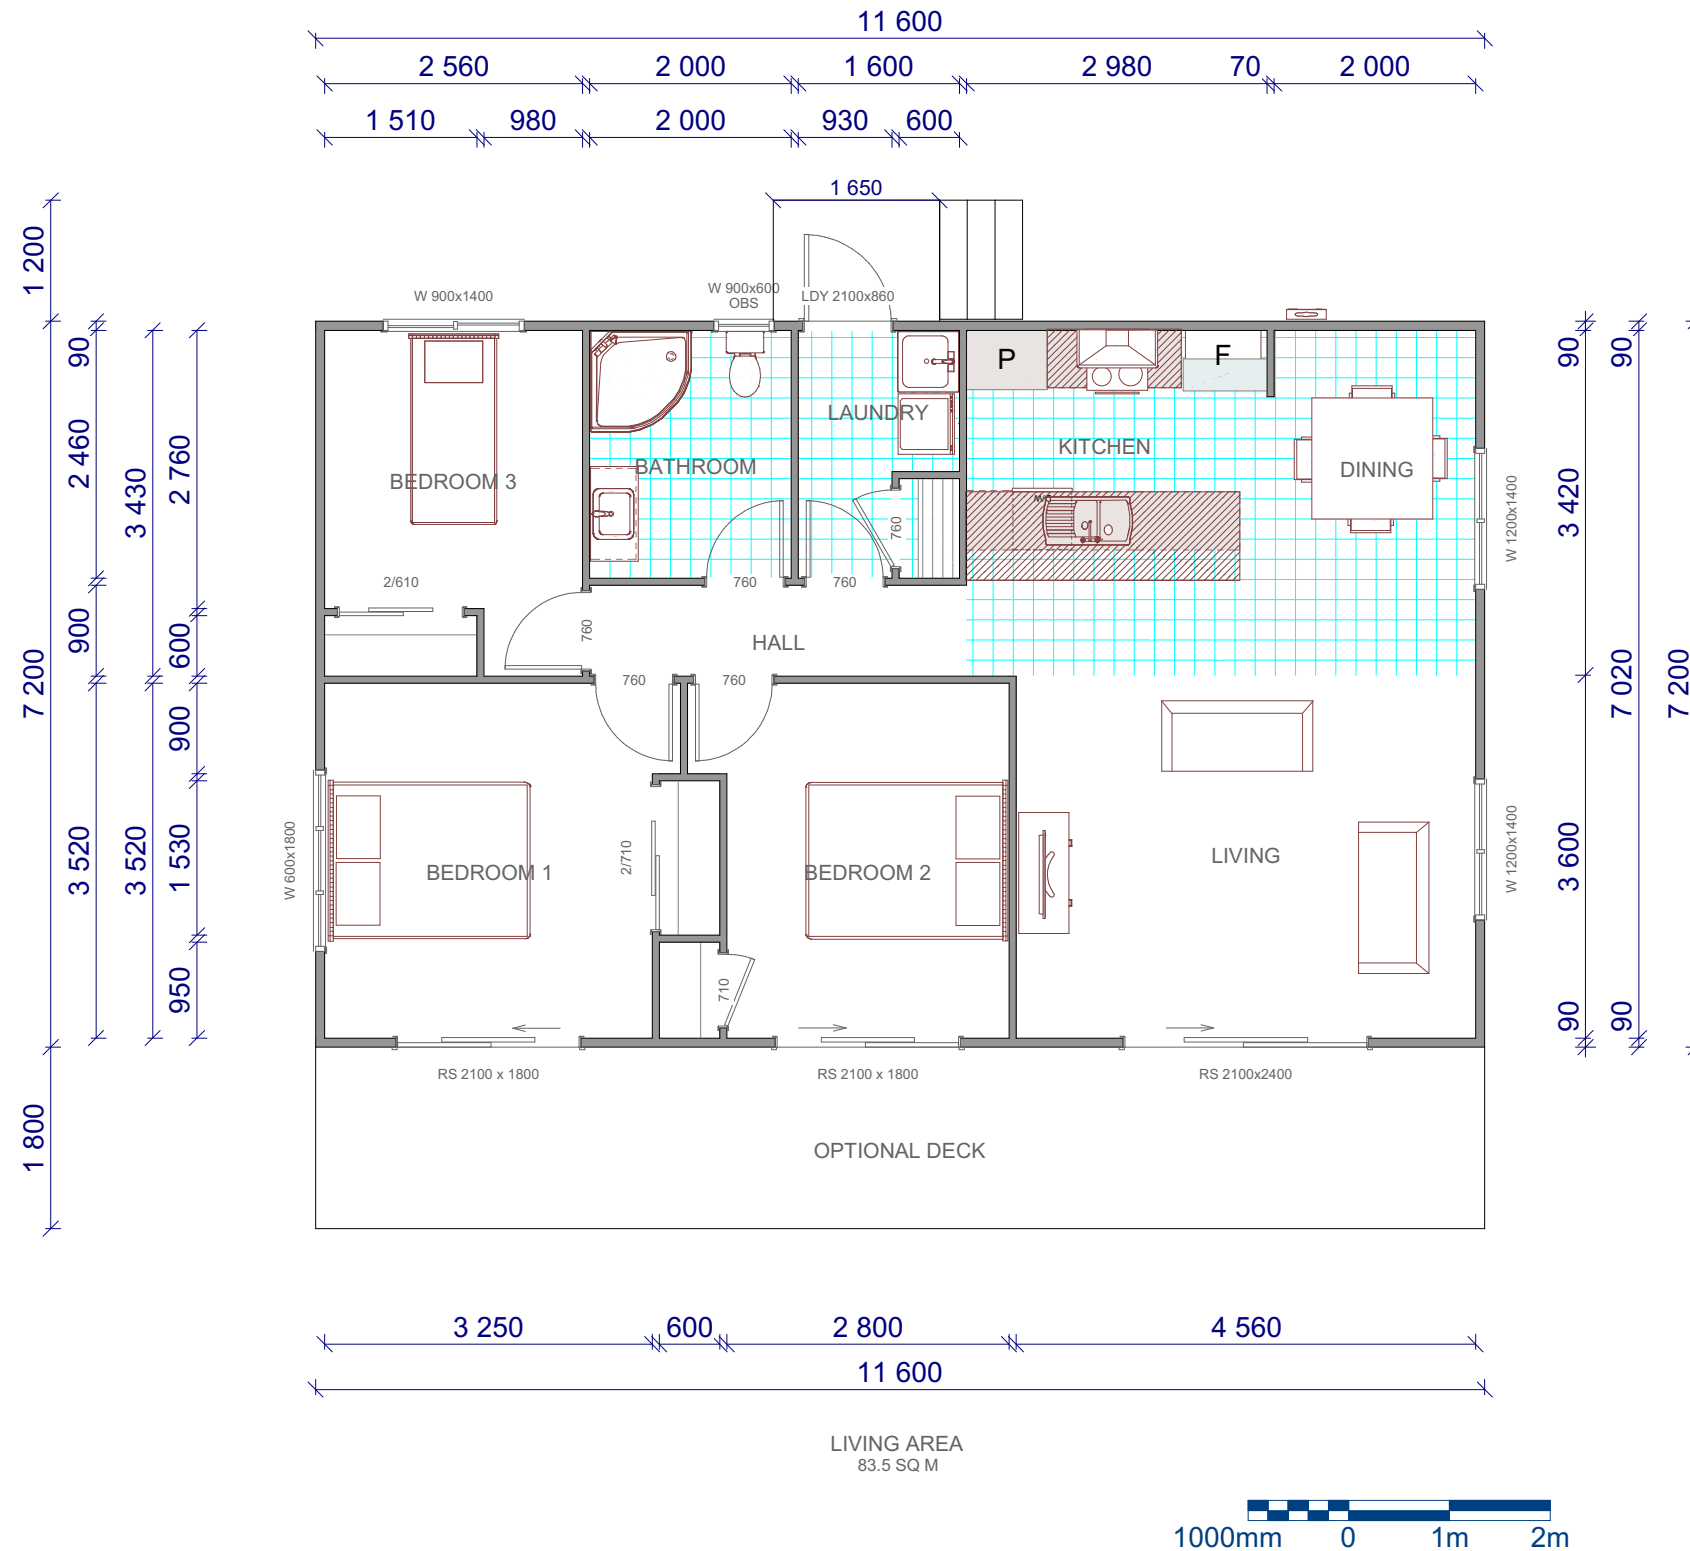 11 600
2 560 2 000 1 600 2 980 70 2 000
1 510 980 2 000 930 600
1 650
1 200
W 900x1400
W 900x600
OBS
LDY 2100x860
90 2 460 900 3 520
3 430 3 520
2 760 600 900 1 530 950
7 200
1 800
P
F
LAUNDRY
KITCHEN
BATHROOM
DINING
BEDROOM 3
760
2/610
760
760
760
HALL
760
760
W 1200x1400
90 3 420 3 600 90
90 7 020 90
7 200
W 600x1800
BEDROOM 1
2/710
BEDROOM 2
LIVING
W 1200x1400
710
RS 2100 x 1800
RS 2100 x 1800
RS 2100x2400
OPTIONAL DECK
3 250 600 2 800 4 560
11 600
LIVING AREA
83.5 SQ M
1000mm 0 1m 2m